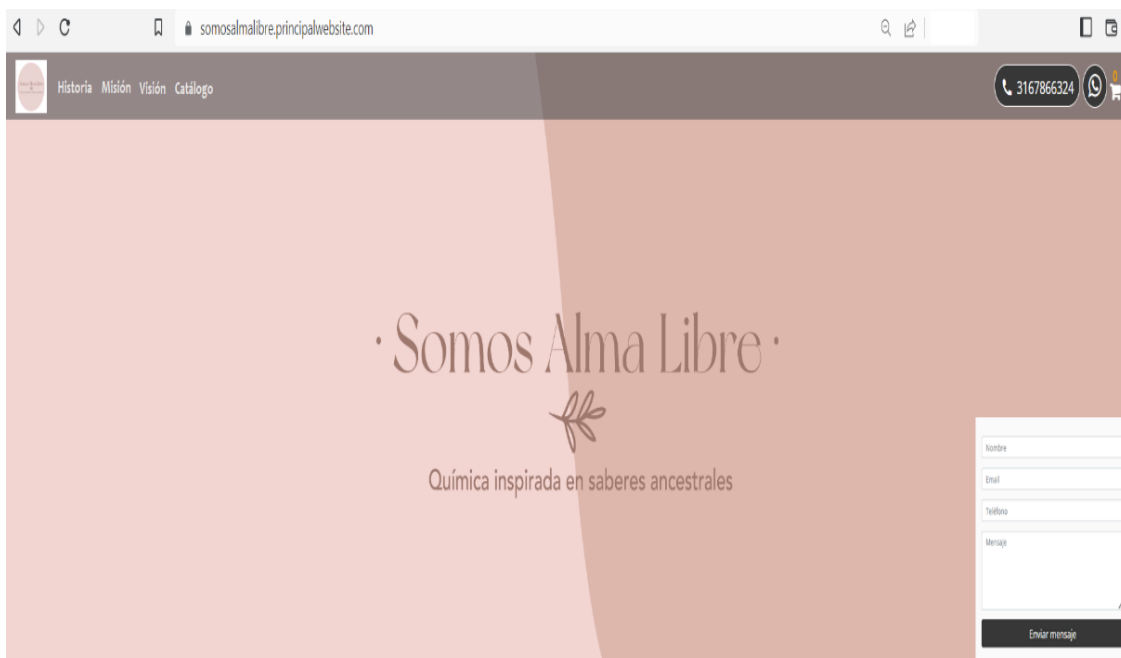 somosalmalibre.principalwebsite.com
Historia Misión Visión Catálogo
3167866324
0
· Somos Alma Libre ·
Química inspirada en saberes ancestrales
Nombre
Email
Teléfono
Mensaje
Enviar mensaje